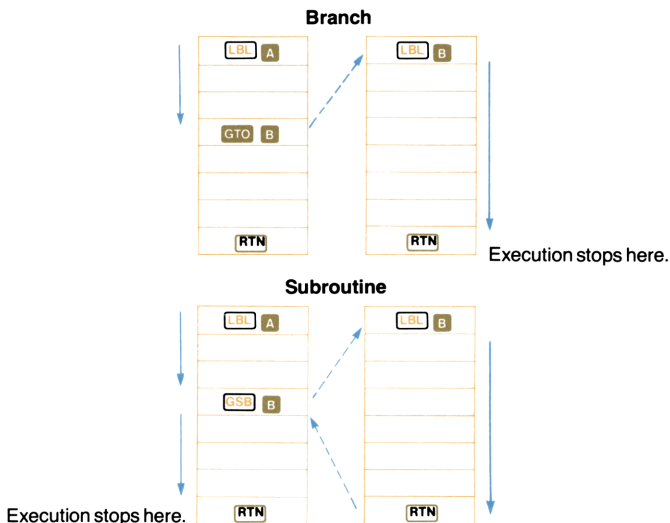 Branch
LBL A LBL B
GTO B
RTN RTN
Execution stops here.
Subroutine
LBL A LBL B
GSB B
RTN RTN
Execution stops here.